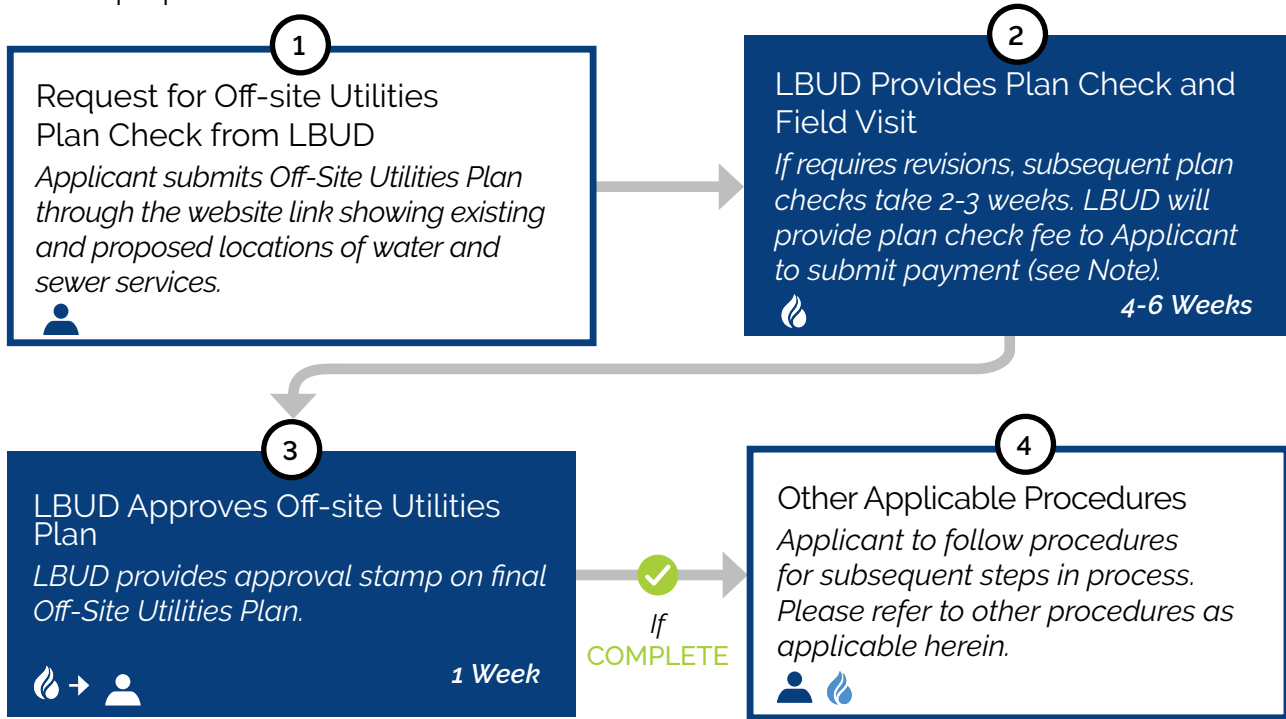 1
Request for Off-site Utilities
Plan Check from LBUD
Applicant submits Off-Site Utilities Plan
through the website link showing existing
and proposed locations of water and
sewer services.
2
LBUD Provides Plan Check and
Field Visit
If requires revisions, subsequent plan
checks take 2-3 weeks. LBUD will
provide plan check fee to Applicant
to submit payment (see Note).
4-6 Weeks
3
LBUD Approves Off-site Utilities
Plan
LBUD provides approval stamp on final
Off-Site Utilities Plan.
1 Week
If
COMPLETE
4
Other Applicable Procedures
Applicant to follow procedures
for subsequent steps in process.
Please refer to other procedures as
applicable herein.